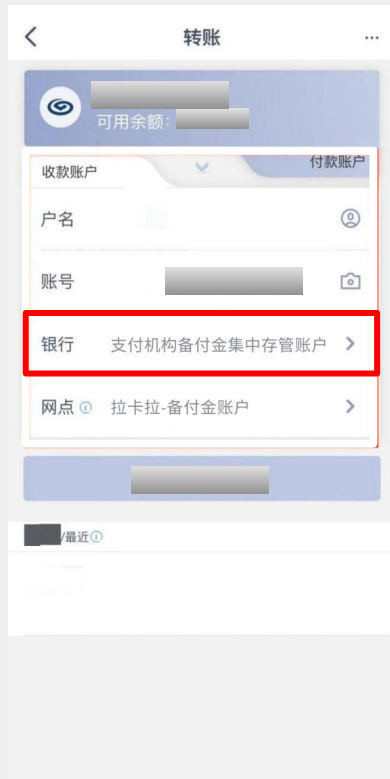 转账
可用余额:
收款账户
付款账户
户名
账号
银行 支付机构备付金集中存管账户
网点 拉卡拉-备付金账户
/最近